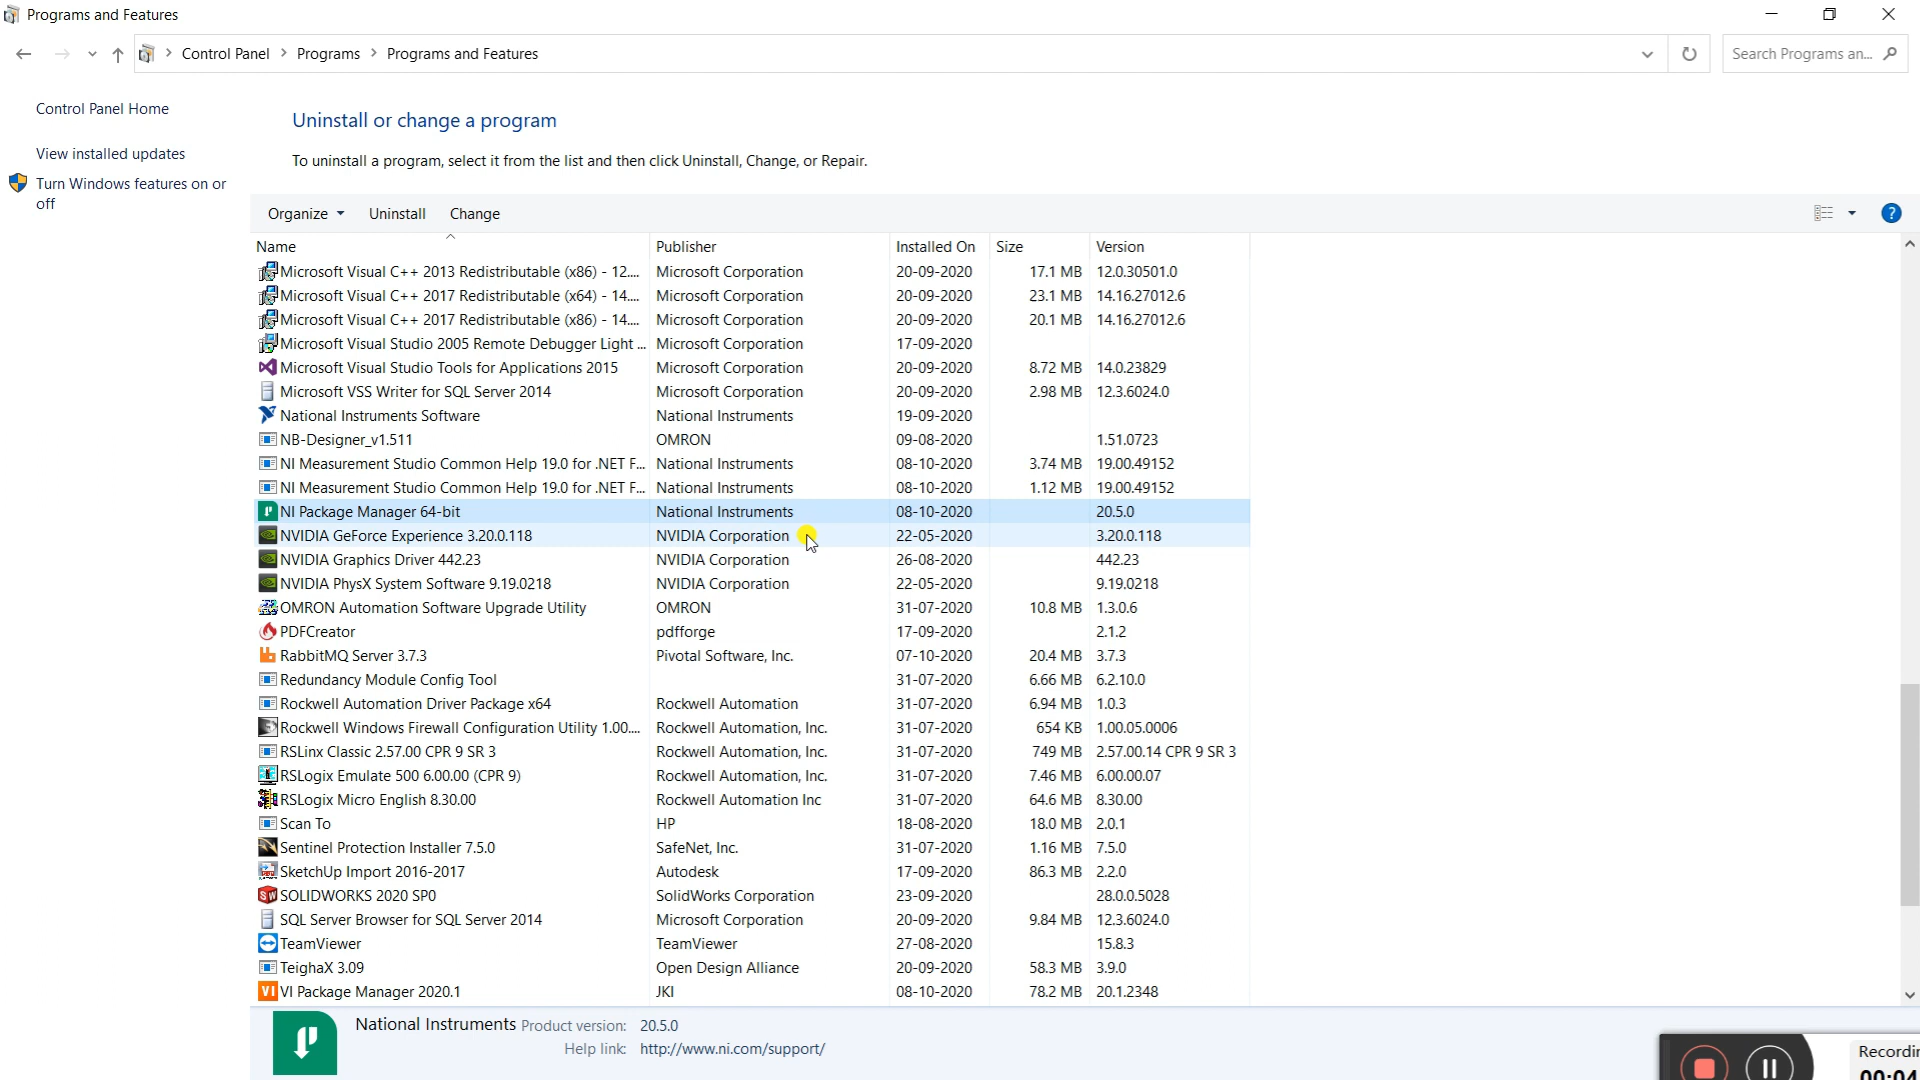 Programs and Features
Control Panel > Programs > Programs and Features
Search Programs an...
Control Panel Home
View installed updates
Turn Windows features on or
off
Uninstall or change a program
To uninstall a program, select it from the list and then click Uninstall, Change, or Repair.
Organize Uninstall Change
Name Publisher Installed On Size Version
Microsoft Visual C++ 2013 Redistributable (x86) - 12.... Microsoft Corporation 20-09-2020 17.1 MB 12.0.30501.0
Microsoft Visual C++ 2017 Redistributable (x64) - 14.... Microsoft Corporation 20-09-2020 23.1 MB 14.16.27012.6
Microsoft Visual C++ 2017 Redistributable (x86) - 14.... Microsoft Corporation 20-09-2020 20.1 MB 14.16.27012.6
Microsoft Visual Studio 2005 Remote Debugger Light ... Microsoft Corporation 17-09-2020
Microsoft Visual Studio Tools for Applications 2015 Microsoft Corporation 20-09-2020 8.72 MB 14.0.23829
Microsoft VSS Writer for SQL Server 2014 Microsoft Corporation 20-09-2020 2.98 MB 12.3.6024.0
National Instruments Software National Instruments 19-09-2020
NB-Designer_v1.511 OMRON 09-08-2020 1.51.0723
NI Measurement Studio Common Help 19.0 for .NET F... National Instruments 08-10-2020 3.74 MB 19.00.49152
NI Measurement Studio Common Help 19.0 for .NET F... National Instruments 08-10-2020 1.12 MB 19.00.49152
NI Package Manager 64-bit National Instruments 08-10-2020 20.5.0
NVIDIA GeForce Experience 3.20.0.118 NVIDIA Corporation 22-05-2020 3.20.0.118
NVIDIA Graphics Driver 442.23 NVIDIA Corporation 26-08-2020 442.23
NVIDIA PhysX System Software 9.19.0218 NVIDIA Corporation 22-05-2020 9.19.0218
OMRON Automation Software Upgrade Utility OMRON 31-07-2020 10.8 MB 1.3.0.6
PDFCreator pdfforge 17-09-2020 2.1.2
RabbitMQ Server 3.7.3 Pivotal Software, Inc. 07-10-2020 20.4 MB 3.7.3
Redundancy Module Config Tool 31-07-2020 6.66 MB 6.2.10.0
Rockwell Automation Driver Package x64 Rockwell Automation 31-07-2020 6.94 MB 1.0.3
Rockwell Windows Firewall Configuration Utility 1.00.... Rockwell Automation, Inc. 31-07-2020 654 KB 1.00.05.0006
RSLinx Classic 2.57.00 CPR 9 SR 3 Rockwell Automation, Inc. 31-07-2020 749 MB 2.57.00.14 CPR 9 SR 3
RSLogix Emulate 500 6.00.00 (CPR 9) Rockwell Automation, Inc. 31-07-2020 7.46 MB 6.00.00.07
RSLogix Micro English 8.30.00 Rockwell Automation Inc 31-07-2020 64.6 MB 8.30.00
Scan To HP 18-08-2020 18.0 MB 2.0.1
Sentinel Protection Installer 7.5.0 SafeNet, Inc. 31-07-2020 1.16 MB 7.5.0
SketchUp Import 2016-2017 Autodesk 17-09-2020 86.3 MB 2.2.0
SOLIDWORKS 2020 SP0 SolidWorks Corporation 23-09-2020 28.0.0.5028
SQL Server Browser for SQL Server 2014 Microsoft Corporation 20-09-2020 9.84 MB 12.3.6024.0
TeamViewer TeamViewer 27-08-2020 15.8.3
TeighaX 3.09 Open Design Alliance 20-09-2020 58.3 MB 3.9.0
VI Package Manager 2020.1 JKI 08-10-2020 78.2 MB 20.1.2348
National Instruments Product version: 20.5.0
Help link: http://www.ni.com/support/
Recordin
00:04